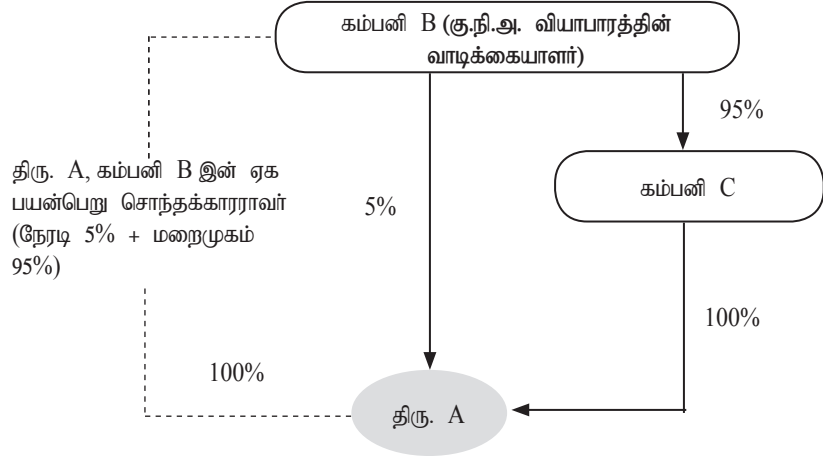 கம்பனி B (கு.நி.அ. வியாபாரத்தின்
வாடிக்கையாளர்)
95%
திரு. A, கம்பனி B இன் ஏக
பயன்பெறு சொந்தக்காரராவர்
(நேரடி 5% + மறைமுகம்
95%)
5%
கம்பனி C
100%
100%
திரு. A